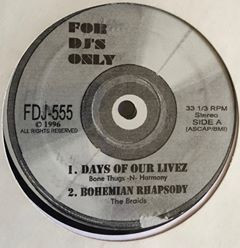 FOR
DJ'S
ONLY
FDJ-555
© 1996
ALL RIGHTS RESERVED
33 1/3 RPM
Stereo
SIDE A
(ASCAP/BMI)
1. DAYS OF OUR LIVEZ
Bone Thugs -N- Harmony
2. BOHEMIAN RHAPSODY
The Braids